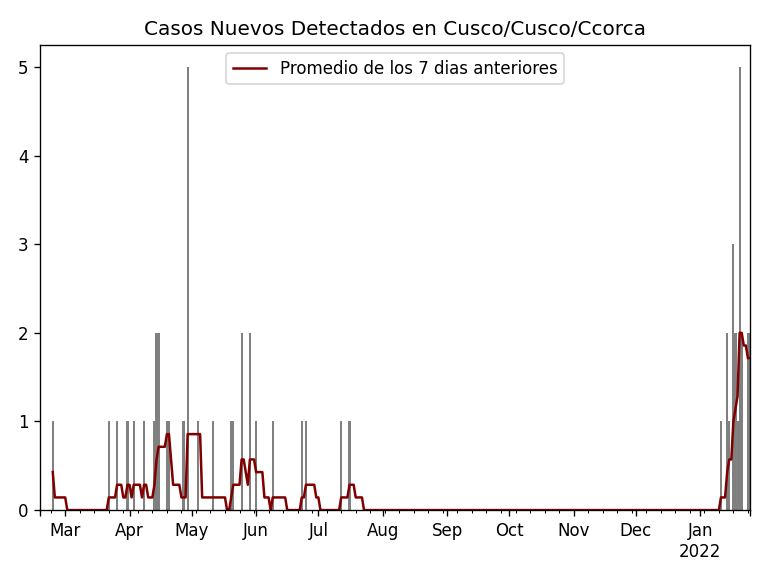 Casos Nuevos Detectados en Cusco/Cusco/Ccorca
Promedio de los 7 dias anteriores
5
4
3
2
1
0
Mar Apr May Jun Jul Aug Sep Oct Nov Dec Jan
2022